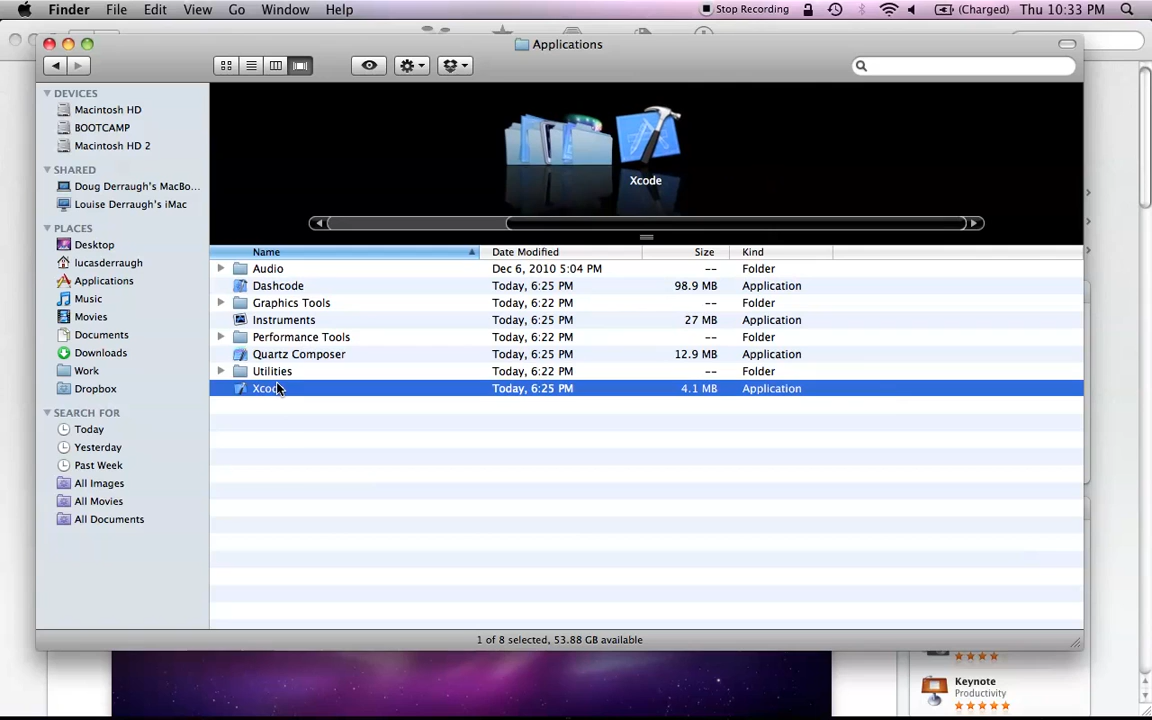 Finder File Edit View Go Window Help Stop Recording (Charged) Thu 10:33 PM
Applications
Xcode
DEVICES
Macintosh HD
BOOTCAMP
Macintosh HD 2
SHARED
Doug Derraugh's MacBo...
Louise Derraugh's iMac
PLACES
Desktop
lucasderraugh
Applications
Music
Movies
Documents
Downloads
Work
Dropbox
SEARCH FOR
Today
Yesterday
Past Week
All Images
All Movies
All Documents
Name Date Modified Size Kind
Audio Dec 6, 2010 5:04 PM -- Folder
Dashcode Today, 6:25 PM 98.9 MB Application
Graphics Tools Today, 6:22 PM -- Folder
Instruments Today, 6:25 PM 27 MB Application
Performance Tools Today, 6:22 PM -- Folder
Quartz Composer Today, 6:25 PM 12.9 MB Application
Utilities Today, 6:22 PM -- Folder
Xcode Today, 6:25 PM 4.1 MB Application
1 of 8 selected, 53.88 GB available
Keynote
Productivity